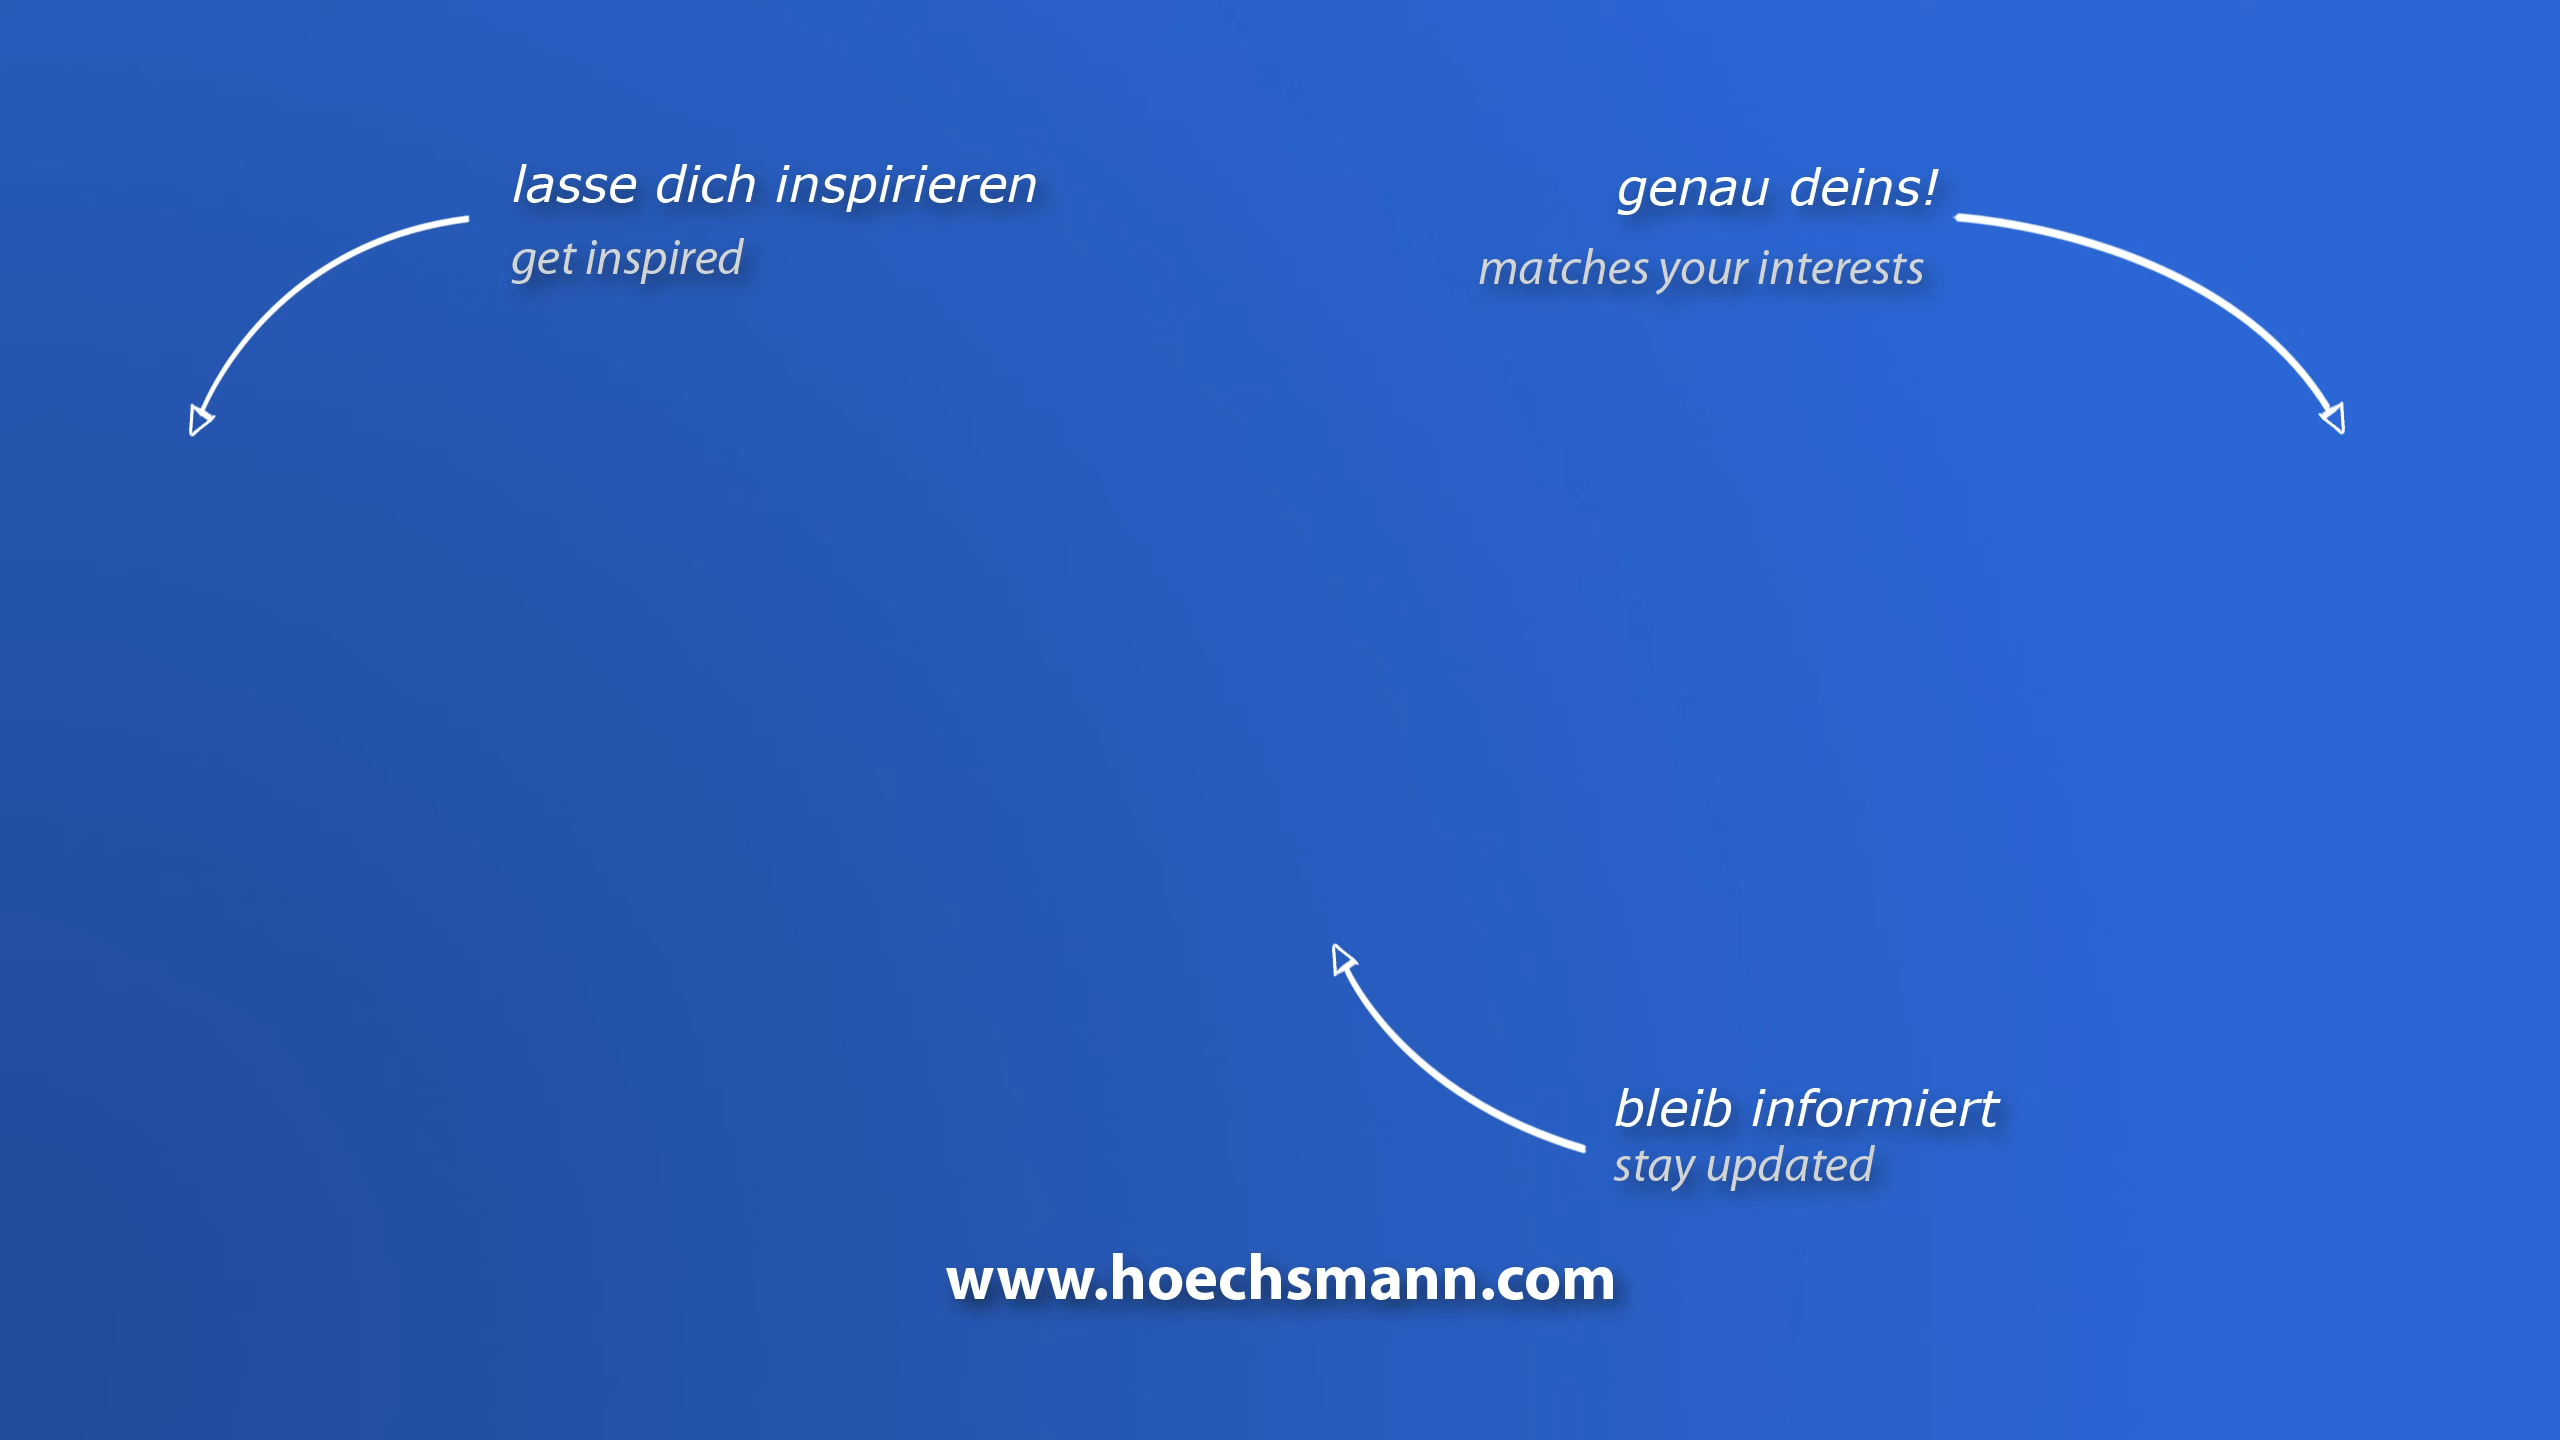 lasse dich inspirieren
get inspired
genau deins!
matches your interests
bleib informiert
stay updated
www.hoechsmann.com